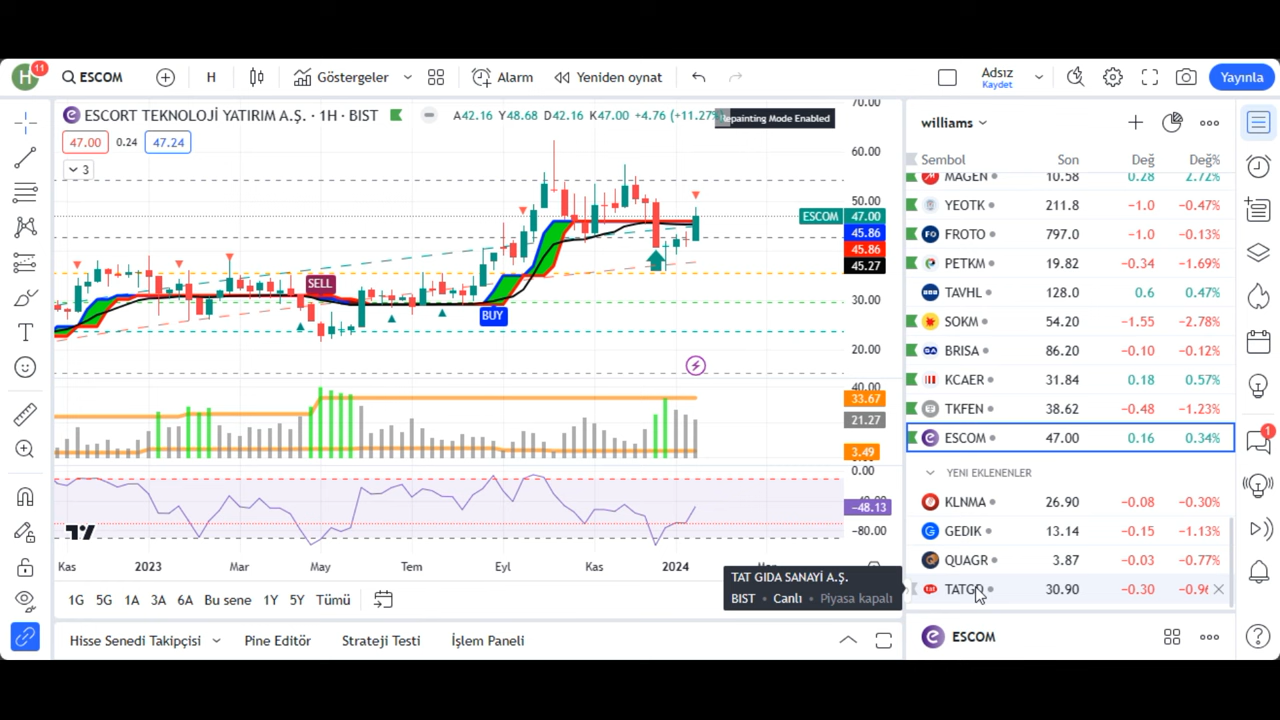 H 11 ESCOM H Göstergeler Alarm Yeniden oynat Adsız Kaydet Yayınla
ESCORT TEKNOLOJİ YATIRIM A.Ş. · 1H · BIST A42.16 Y48.68 D42.16 K47.00 +4.76 (+11.27%)
Repainting Mode Enabled
47.00 0.24 47.24
3
SELL
BUY
70.00
60.00
50.00
ESCOM 47.00
45.86
45.86
45.27
30.00
20.00
40.00
33.67
21.27
3.49
0.00
−48.13
−80.00
Kas 2023 Mar May Tem Eyl Kas 2024
1G 5G 1A 3A 6A Bu sene 1Y 5Y Tümü
Hisse Senedi Takipçisi Pine Editör Strateji Testi İşlem Paneli
williams
Sembol Son Değ Değ%
MAGEN 10.58 0.28 2.72%
YEOTK 211.8 −1.0 −0.47%
FROTO 797.0 −1.0 −0.13%
PETKM 19.82 −0.34 −1.69%
TAVHL 128.0 0.6 0.47%
SOKM 54.20 −1.55 −2.78%
BRISA 86.20 −0.10 −0.12%
KCAER 31.84 0.18 0.57%
TKFEN 38.62 −0.48 −1.23%
ESCOM 47.00 0.16 0.34%
YENI EKLENENLER
KLNMA 26.90 −0.08 −0.30%
GEDIK 13.14 −0.15 −1.13%
QUAGR 3.87 −0.03 −0.77%
TATGD 30.90 −0.30 −0.96
TAT GIDA SANAYİ A.Ş.
BIST • Canlı • Piyasa kapalı
ESCOM
1